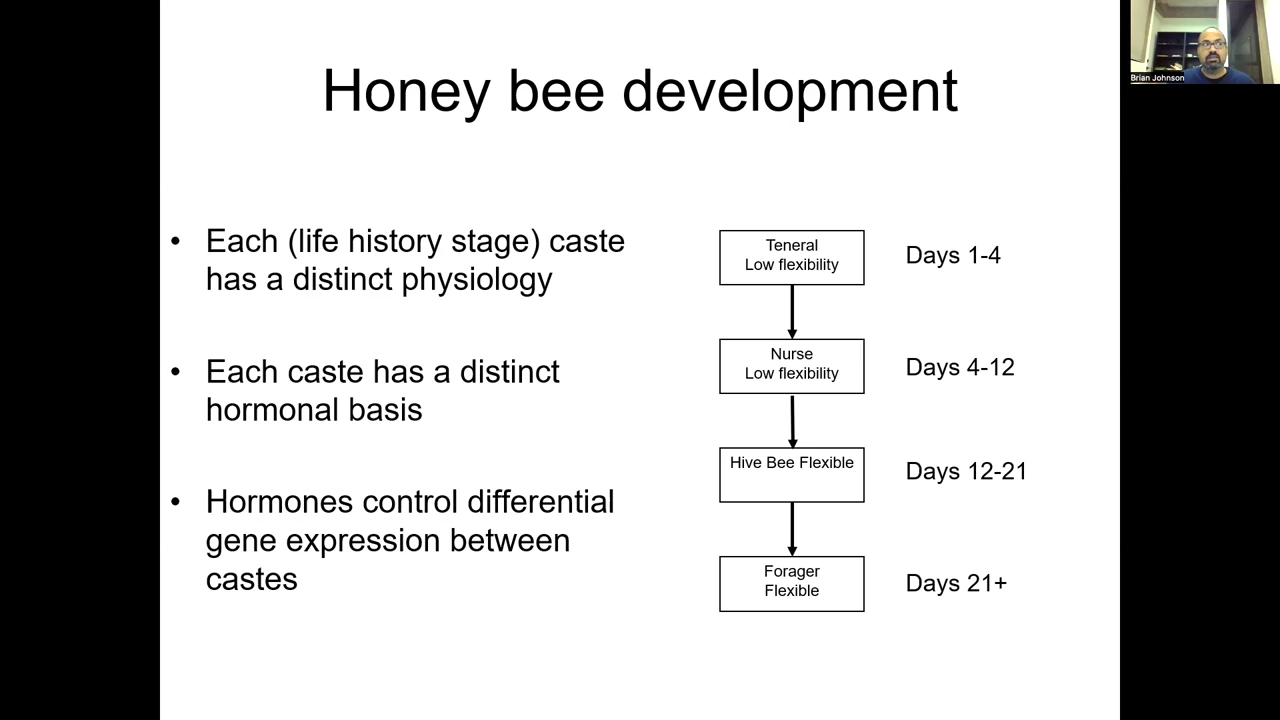 Honey bee development
Brian Johnson
• Each (life history stage) caste
has a distinct physiology
• Each caste has a distinct
hormonal basis
• Hormones control differential
gene expression between
castes
Teneral
Low flexibility
Days 1-4
Nurse
Low flexibility
Days 4-12
Hive Bee Flexible
Days 12-21
Forager
Flexible
Days 21+